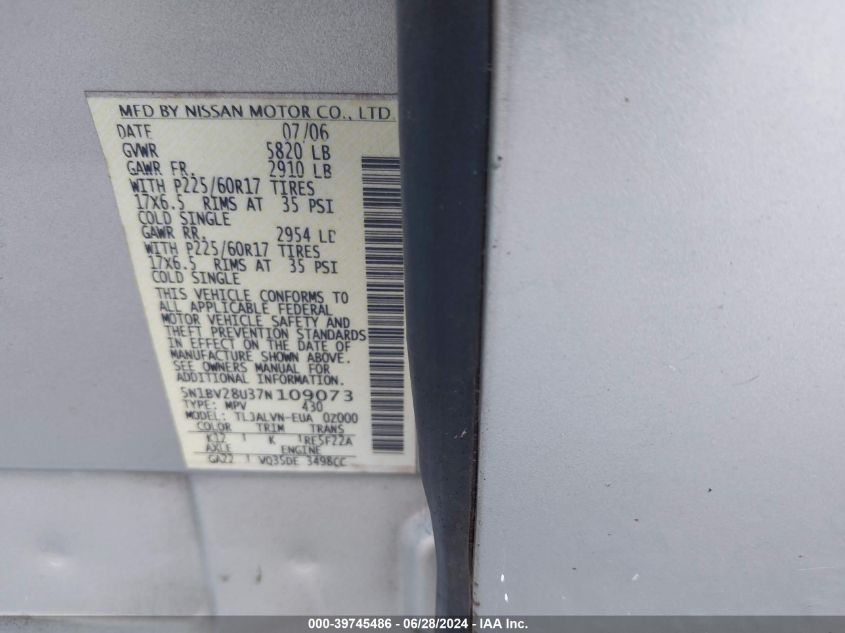 MFD BY NISSAN MOTOR CO., LTD.
DATE 07/06
GVWR 5820 LB
GAWR FR. 2910 LB
WITH P225/60R17 TIRES
17X6.5 RIMS AT 35 PSI
COLD SINGLE
GAWR RR. 2954 LB
WITH P225/60R17 TIRES
17X6.5 RIMS AT 35 PSI
COLD SINGLE
THIS VEHICLE CONFORMS TO
ALL APPLICABLE FEDERAL
MOTOR VEHICLE SAFETY AND
THEFT PREVENTION STANDARDS
IN EFFECT ON THE DATE OF
MANUFACTURE SHOWN ABOVE.
SEE OWNERS MANUAL FOR
ADDITIONAL CERTIFICATION
5N1BV28U37N109073
TYPE: MPV 430
MODEL: TL3ALVN-EUA 0Z000
COLOR TRIM TRANS
K12 K RE5F22A
AXLE ENGINE
GA22 VQ35DE 3498CC
000-39745486 - 06/28/2024 - IAA Inc.